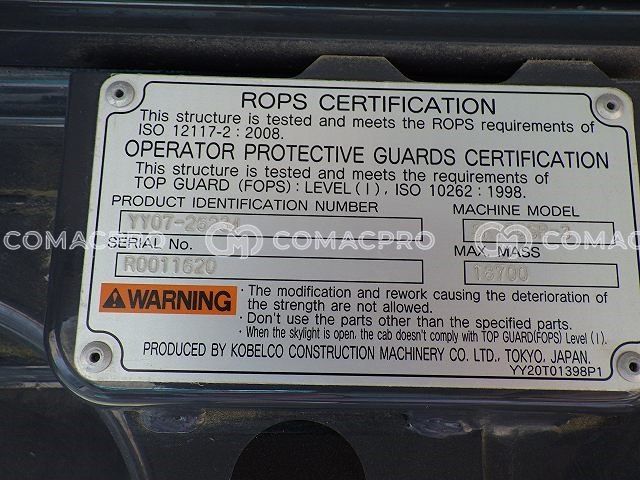 ROPS CERTIFICATION
This structure is tested and meets the ROPS requirements of
ISO 12117-2 : 2008.
OPERATOR PROTECTIVE GUARDS CERTIFICATION
This structure is tested and meets the requirements of
TOP GUARD (FOPS) : LEVEL ( I ) , ISO 10262 : 1998.
PRODUCT IDENTIFICATION NUMBER
MACHINE MODEL
COMACPRO COMACPRO COMACPRO
SERIAL No.
R0011620
MAX. MASS
16700
WARNING
• The modification and rework causing the deterioration of
the strength are not allowed.
• Don't use the parts other than the specified parts.
• When the skylight is open, the cab doesn't comply with TOP GUARD(FOPS) Level ( I ).
PRODUCED BY KOBELCO CONSTRUCTION MACHINERY CO. LTD., TOKYO, JAPAN.
YY20T01398P1